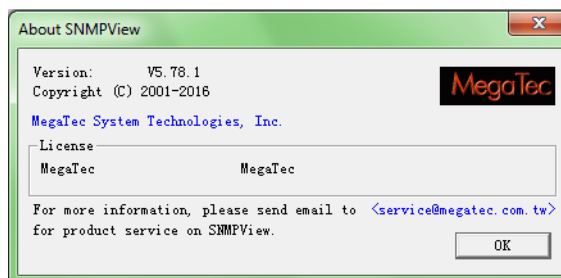 About SNMPView
Version: V5.78.1
Copyright (C) 2001-2016
MegaTec
MegaTec System Technologies, Inc.
License
MegaTec MegaTec
For more information, please send email to <service@megatec.com.tw>
for product service on SNMPView.
OK